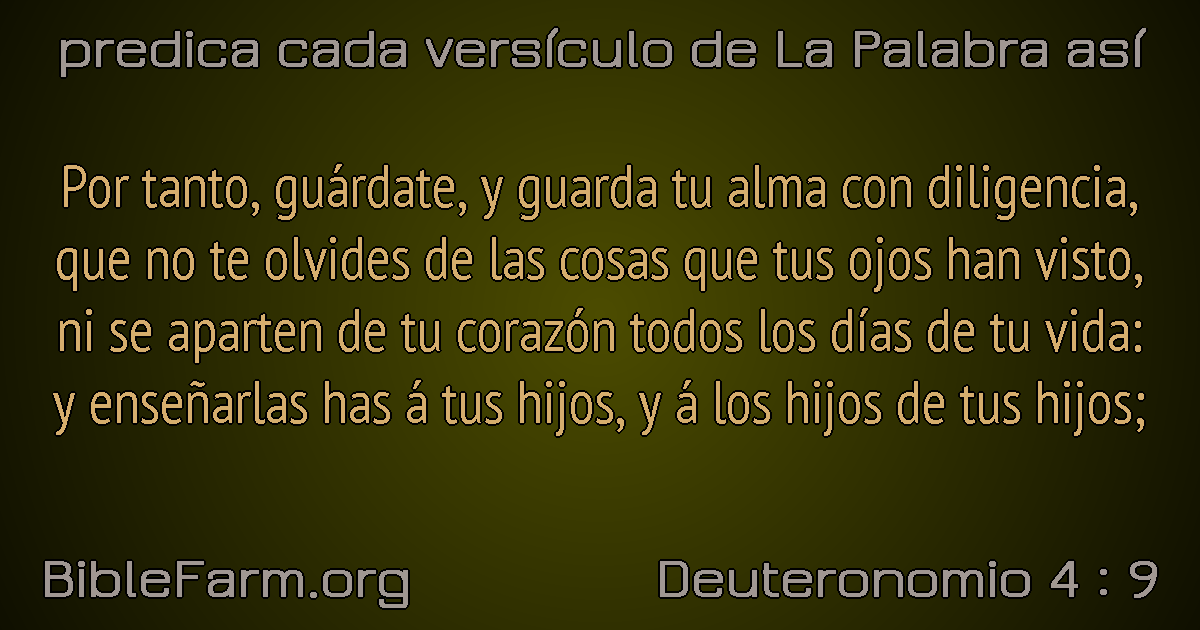 predica cada versículo de La Palabra así
Por tanto, guárdate, y guarda tu alma con diligencia,
que no te olvides de las cosas que tus ojos han visto,
ni se aparten de tu corazón todos los días de tu vida:
y enseñarlas has á tus hijos, y á los hijos de tus hijos;
BibleFarm.org
Deuteronomio 4 : 9